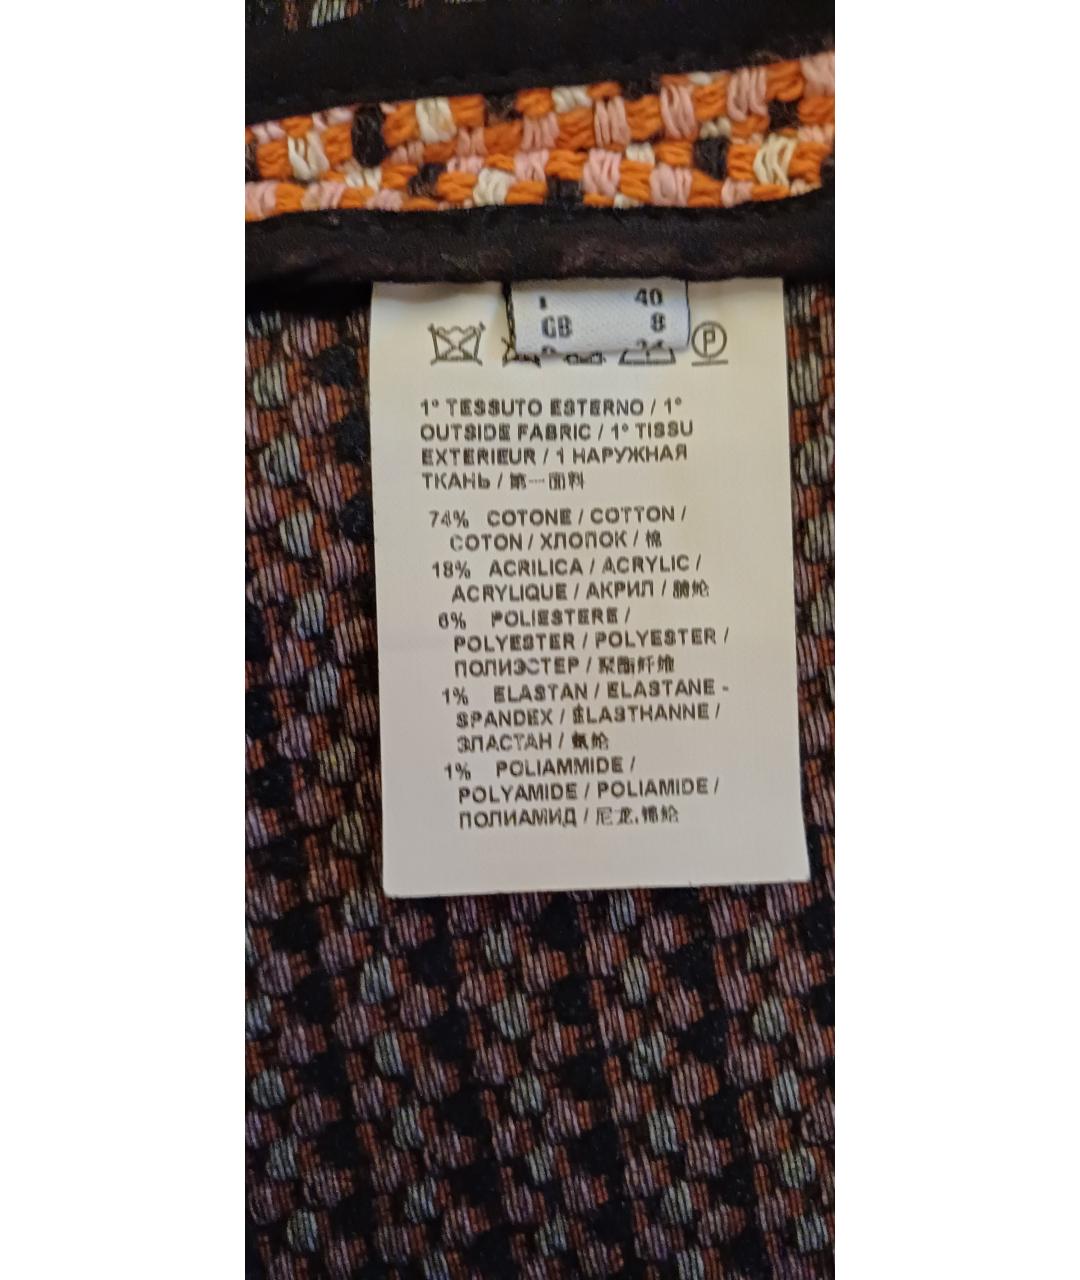 I 40
GB 8
P
1° TESSUTO ESTERNO / 1°
OUTSIDE FABRIC / 1° TISSU
EXTERIEUR / 1 НАРУЖНАЯ
ТКАНЬ / 第一面料
74% COTONE / COTTON /
COTON / ХЛОПОК / 棉
18% ACRILICA / ACRYLIC /
ACRYLIQUE / АКРИЛ / 腈纶
6% POLIESTERE /
POLYESTER / POLYESTER /
ПОЛИЭСТЕР / 聚酯纤维
1% ELASTAN / ELASTANE -
SPANDEX / ÉLASTHANNE /
ЭЛАСТАН / 氨纶
1% POLIAMMIDE /
POLYAMIDE / POLIAMIDE /
ПОЛИАМИД / 尼龙.锦纶